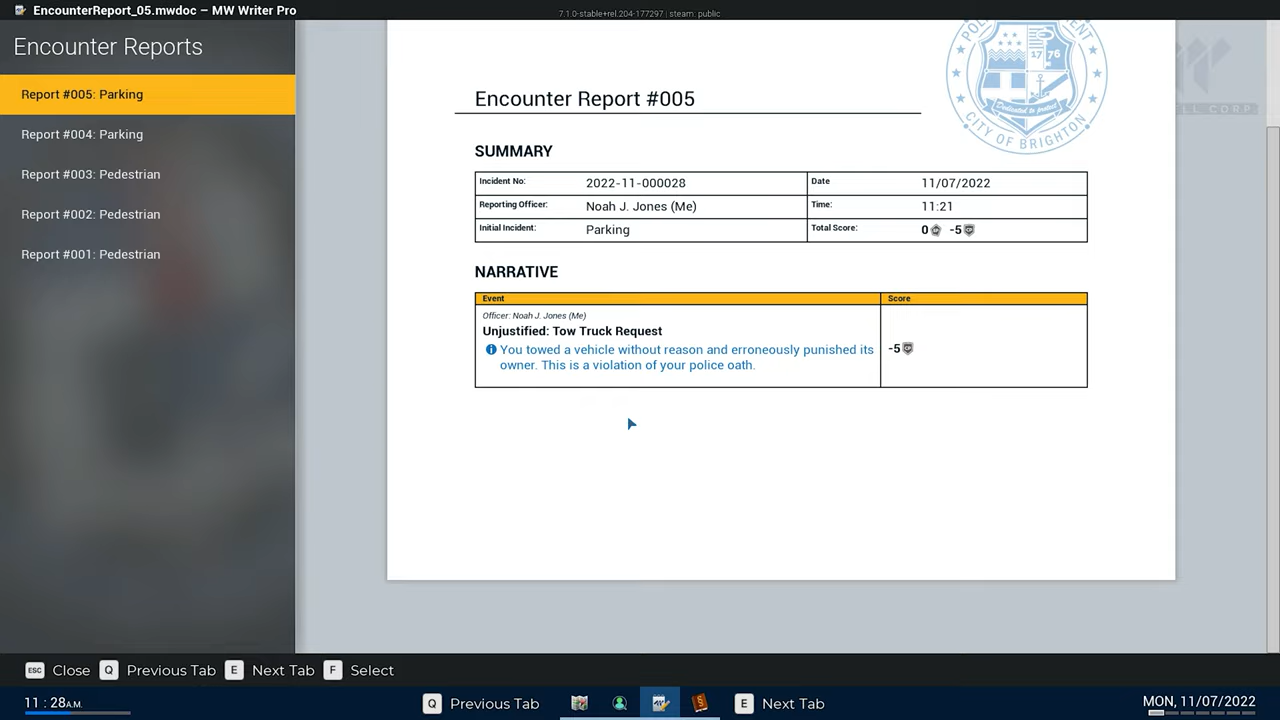 EncounterReport_05.mwdoc – MW Writer Pro
7.1.0-stable+rel.204-177297 | steam: public
Encounter Reports
Report #005: Parking
Report #004: Parking
Report #003: Pedestrian
Report #002: Pedestrian
Report #001: Pedestrian
1776
Dedicated to protect
CITY OF BRIGHTON
Encounter Report #005
SUMMARY
Incident No: 2022-11-000028 Date 11/07/2022
Reporting Officer: Noah J. Jones (Me) Time: 11:21
Initial Incident: Parking Total Score: 0 -5
NARRATIVE
Event Score
Officer: Noah J. Jones (Me)
Unjustified: Tow Truck Request
You towed a vehicle without reason and erroneously punished its
owner. This is a violation of your police oath.
-5
ESC Close Q Previous Tab E Next Tab F Select
11 : 28 A.M. Q Previous Tab E Next Tab MON, 11/07/2022